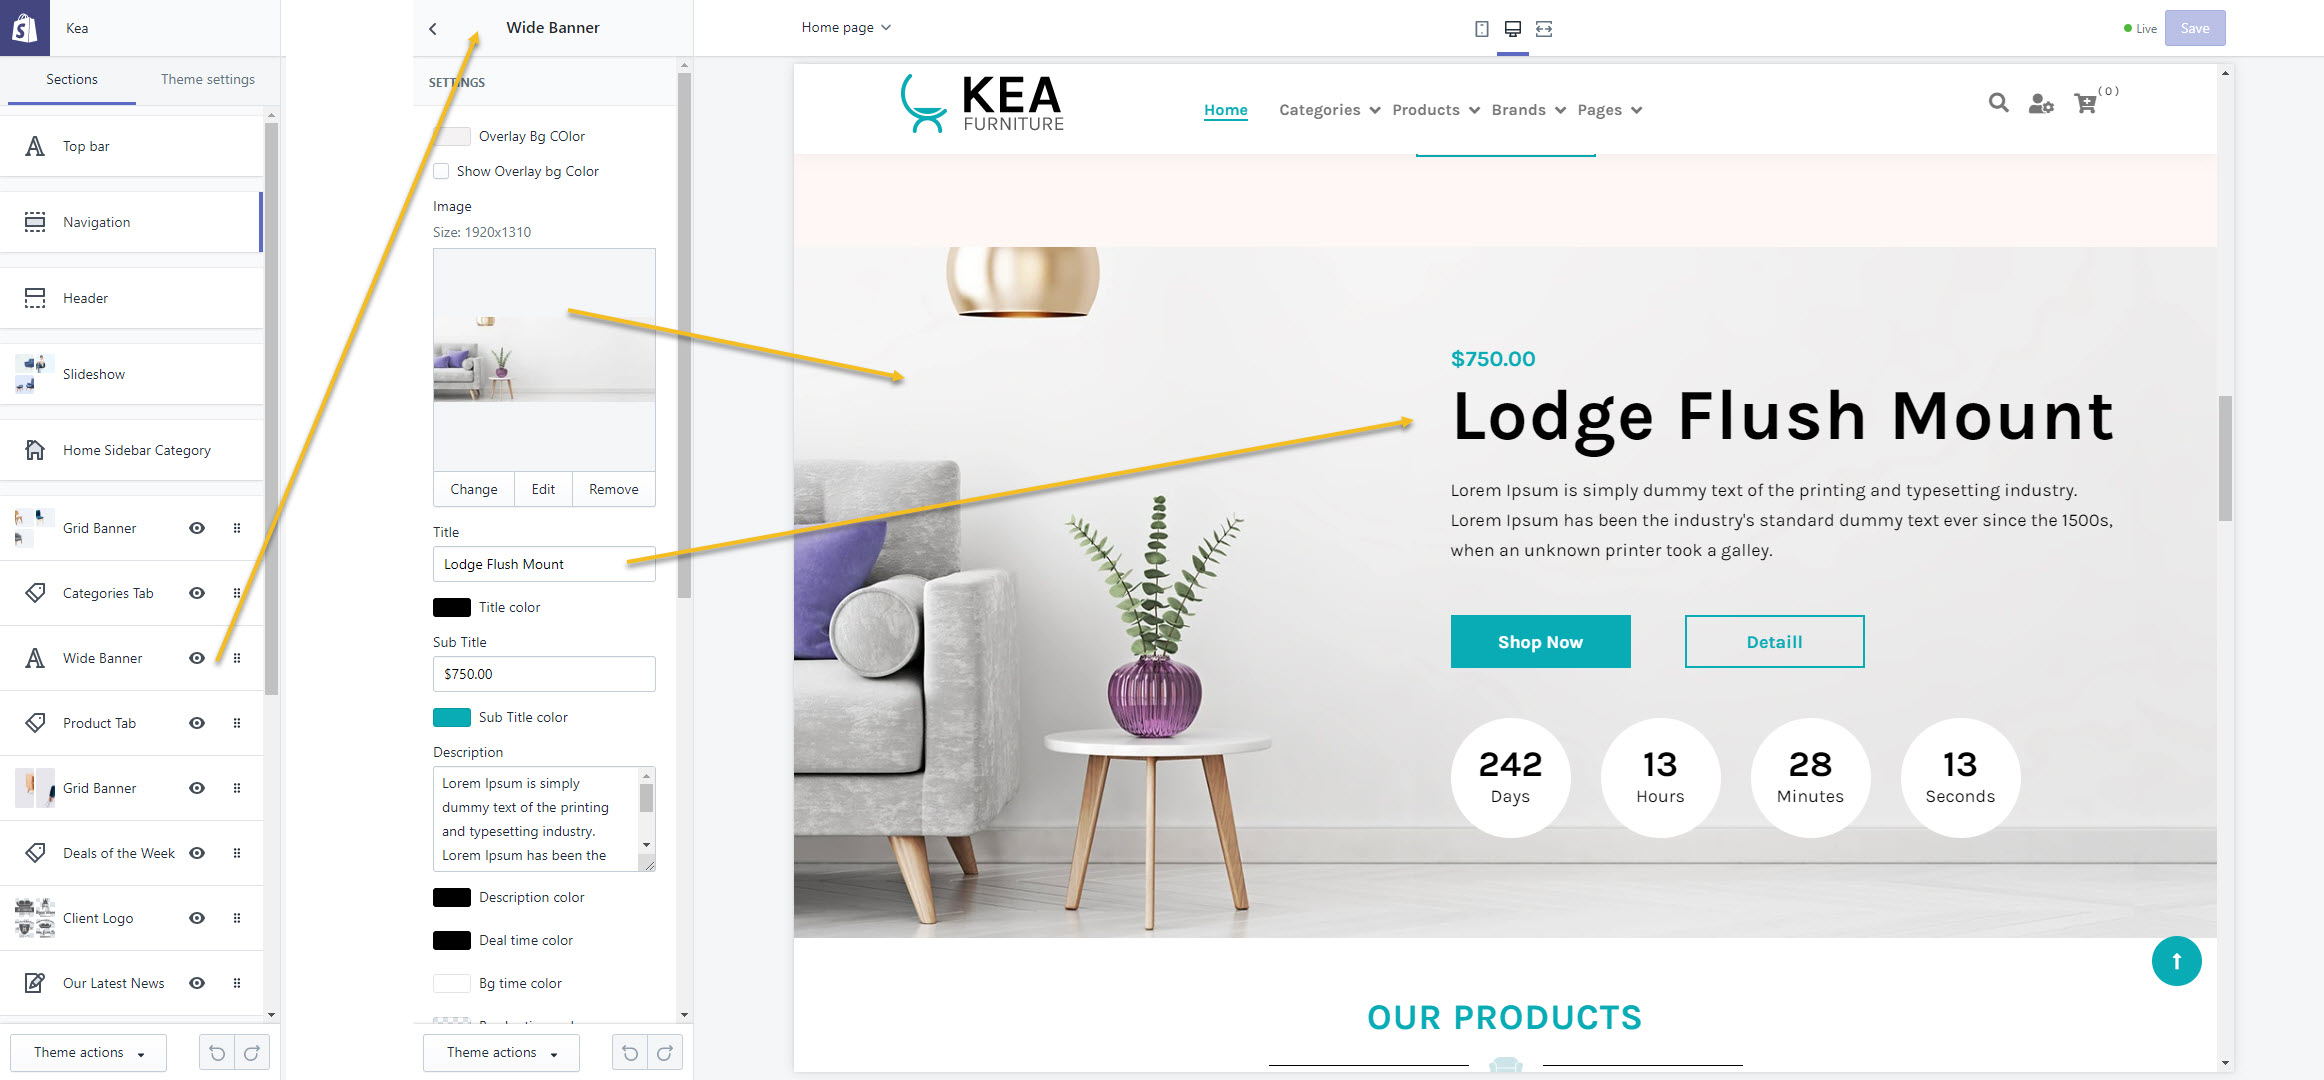 Kea
Sections
Theme settings
Top bar
Navigation
Header
Slideshow
Home Sidebar Category
Grid Banner
Categories Tab
Wide Banner
Product Tab
Grid Banner
Deals of the Week
Client Logo
Our Latest News
Theme actions
Wide Banner
SETTINGS
Overlay Bg COlor
Show Overlay bg Color
Image
Size: 1920x1310
Change
Edit
Remove
Title
Lodge Flush Mount
Title color
Sub Title
$750.00
Sub Title color
Description
Lorem Ipsum is simply
dummy text of the printing
and typesetting industry.
Lorem Ipsum has been the
Description color
Deal time color
Bg time color
Theme actions
Home page
Live
Save
KEA
FURNITURE
Home
Categories
Products
Brands
Pages
(0)
$750.00
Lodge Flush Mount
Lorem Ipsum is simply dummy text of the printing and typesetting industry.
Lorem Ipsum has been the industry's standard dummy text ever since the 1500s,
when an unknown printer took a galley.
Shop Now
Detaill
242
Days
13
Hours
28
Minutes
13
Seconds
OUR PRODUCTS